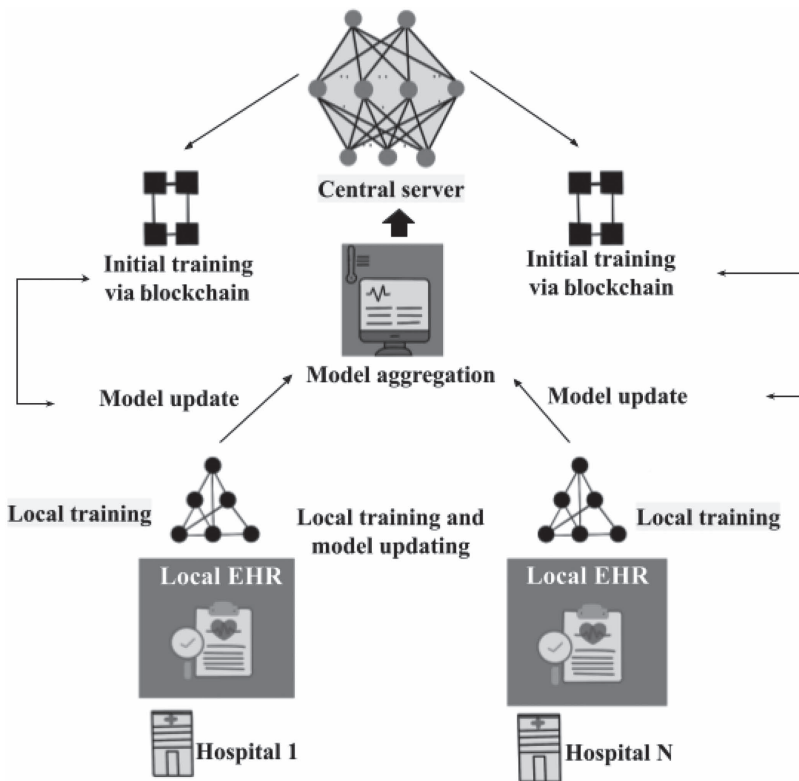 Central server
Initial training
via blockchain
Initial training
via blockchain
Model aggregation
Model update
Model update
Local training
Local training and
model updating
Local training
Local EHR
Local EHR
Hospital 1
Hospital N